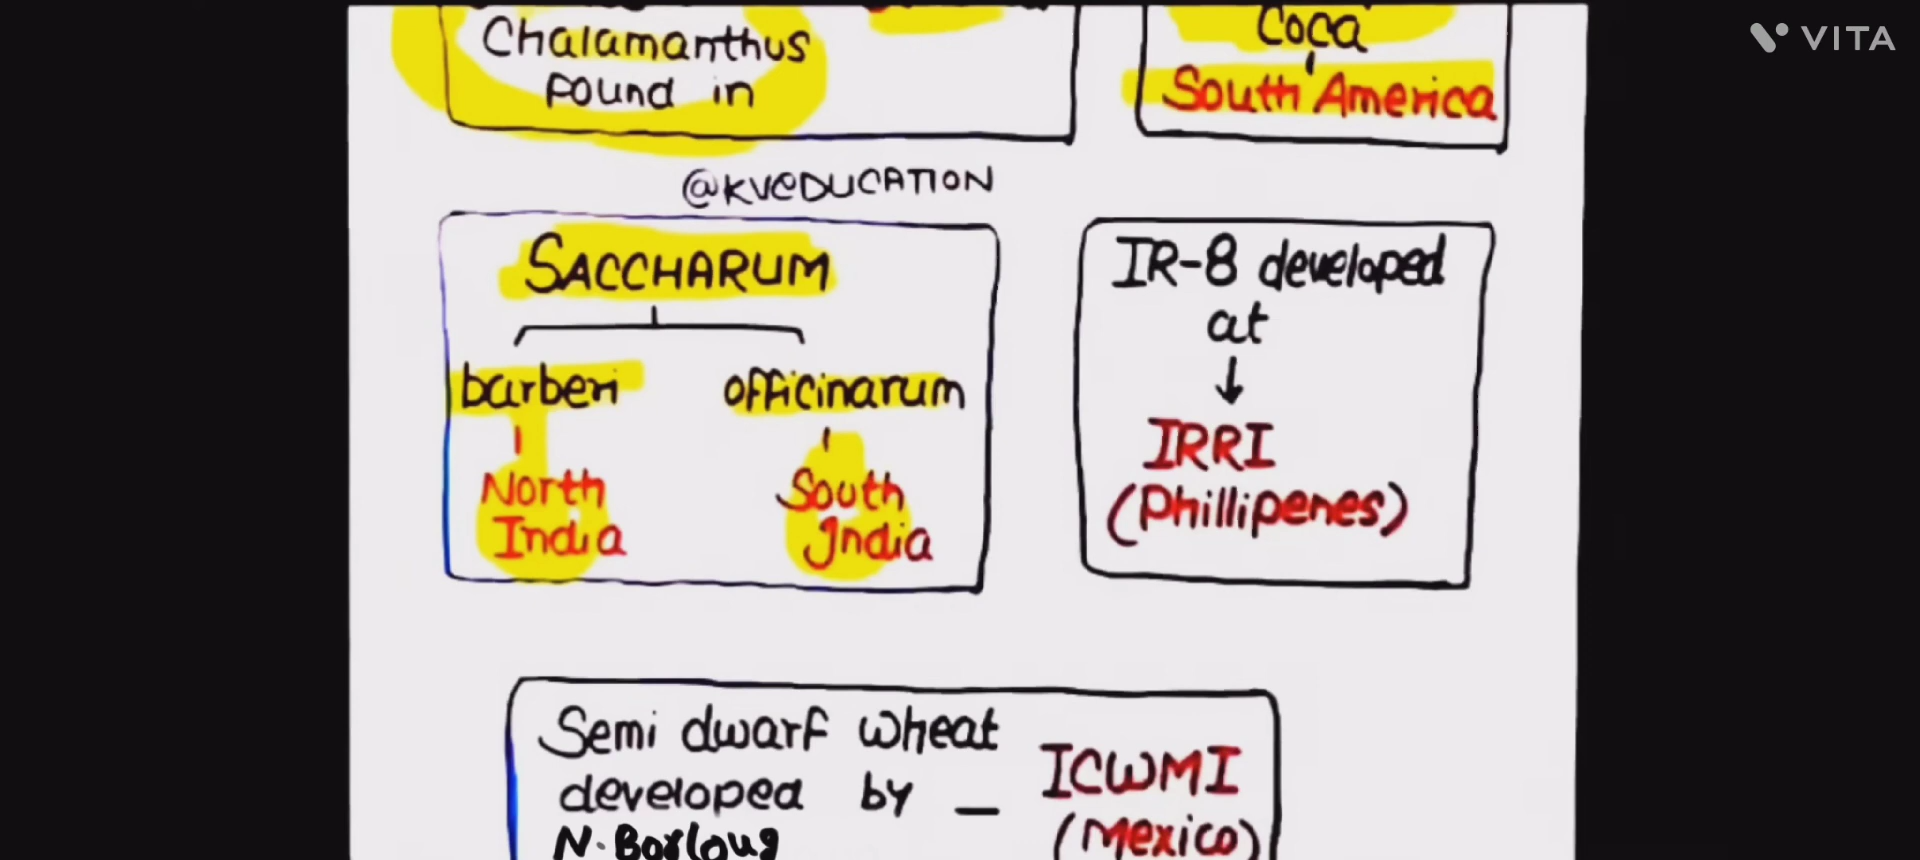 VITA
Chalamanthus
Found in
Coca
South America
@KVEDUCATION
SACCHARUM
barberi
officinarum
North
India
South
India
IR-8 developed
at
IRRI
(Phillipenes)
Semi dwarf wheat
developed by _
N. Borloug
ICWMI
(Mexico)